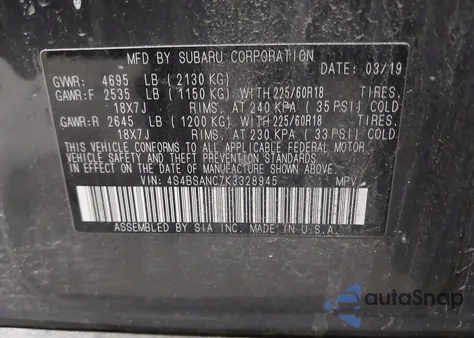 MFD BY SUBARU CORPORATION
GVWR: 4695 LB ( 2130 KG) DATE: 03/19
GAWR:F 2535 LB ( 1150 KG) WITH 225/60R18 TIRES.
18X7J RIMS. AT 240 KPA ( 35 PSI) COLD
GAWR:R 2645 LB ( 1200 KG) WITH 225/60R18 TIRES.
18X7J RIMS. AT 230 KPA ( 33 PSI) COLD
THIS VEHICLE CONFORMS TO ALL APPLICABLE FEDERAL MOTOR
VEHICLE SAFETY AND THEFT PREVENTION STANDARDS
IN EFFECT ON THE DATE OF MANUFACTURE SHOWN ABOVE.
VIN: 4S4BSANC7K3328945 MPV
ASSEMBLED BY SIA INC. MADE IN U.S.A.
autoSnap